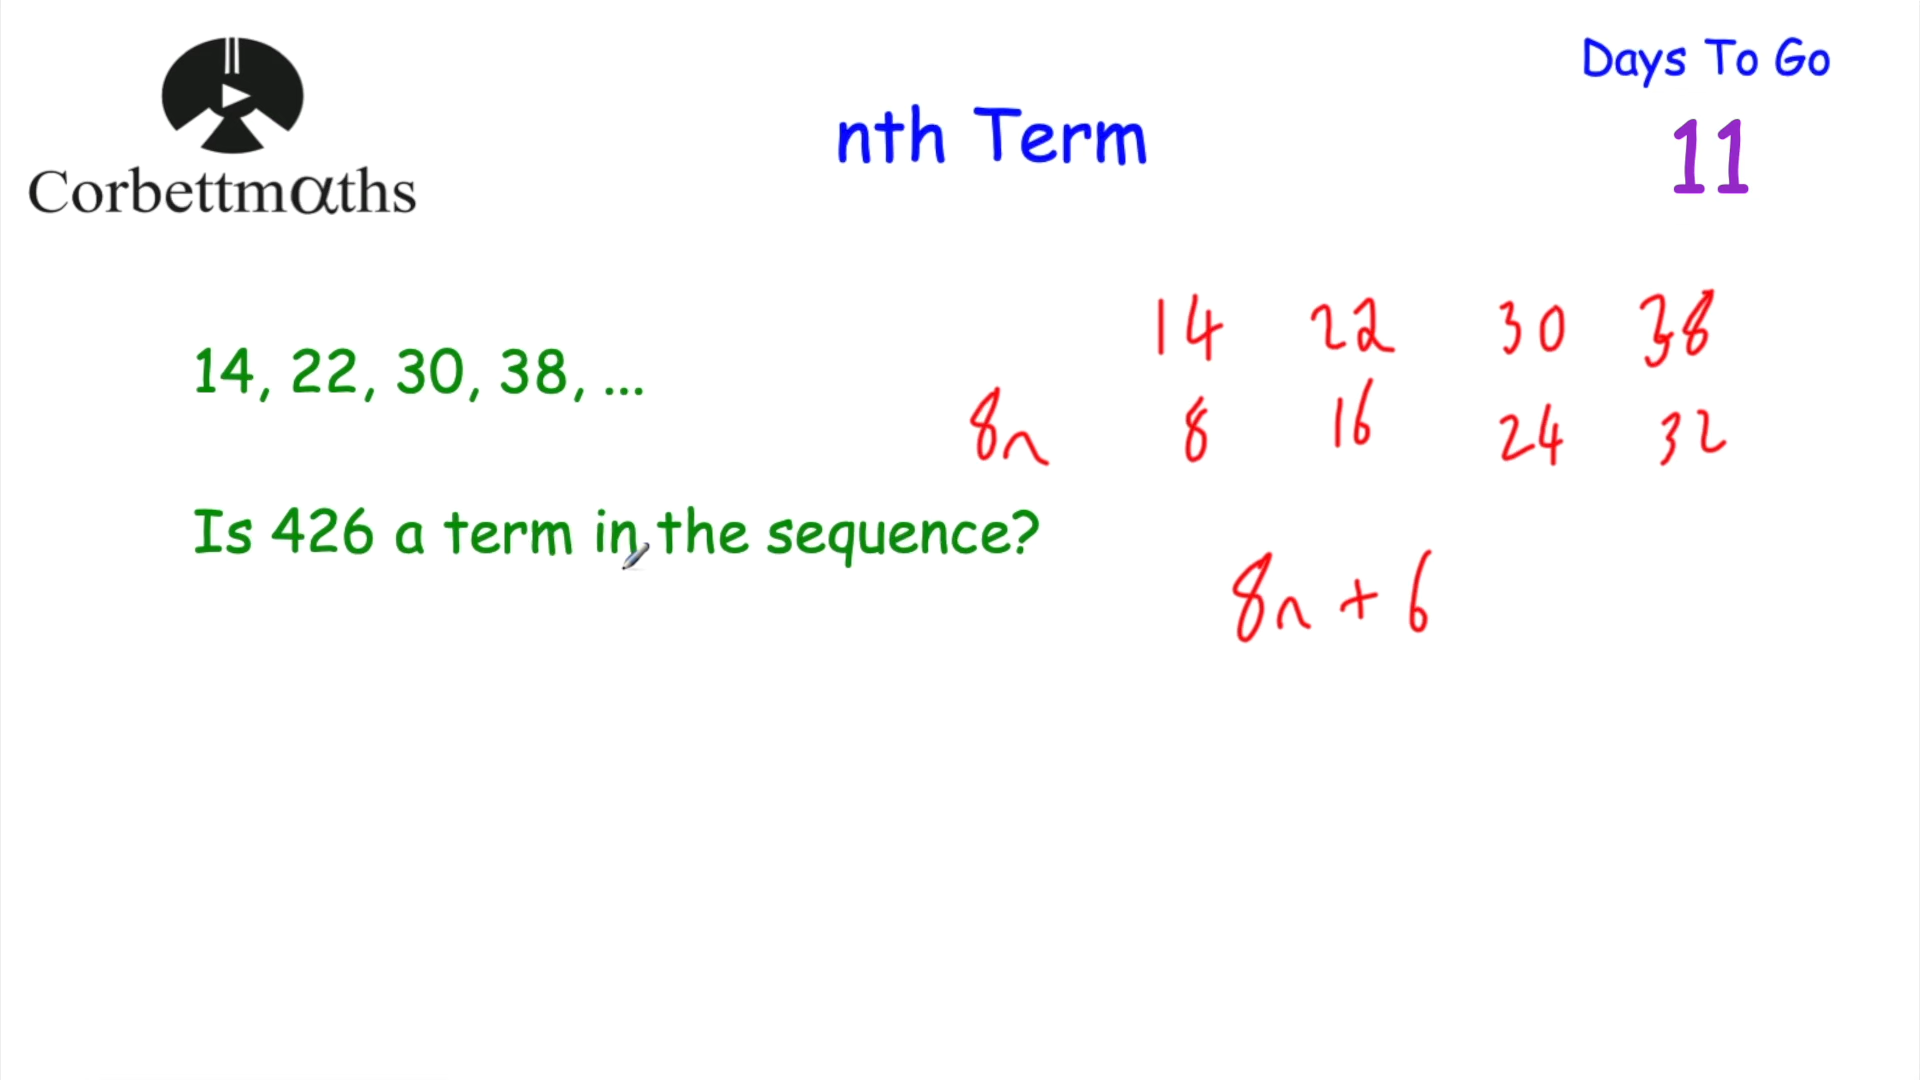 Days To Go
nth Term
11
Corbettmαths
14 22 30 38
14, 22, 30, 38, ...
8n 8 16 24 32
Is 426 a term in the sequence?
8n + 6